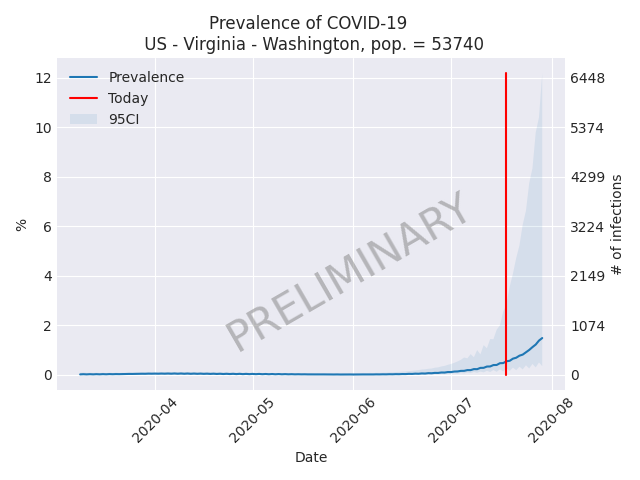 Prevalence of COVID-19
US - Virginia - Washington, pop. = 53740
Prevalence
Today
95CI
%
12
10
8
6
4
2
0
6448
5374
4299
3224
2149
1074
0
# of infections
PRELIMINARY
2020-04
2020-05
2020-06
2020-07
2020-08
Date